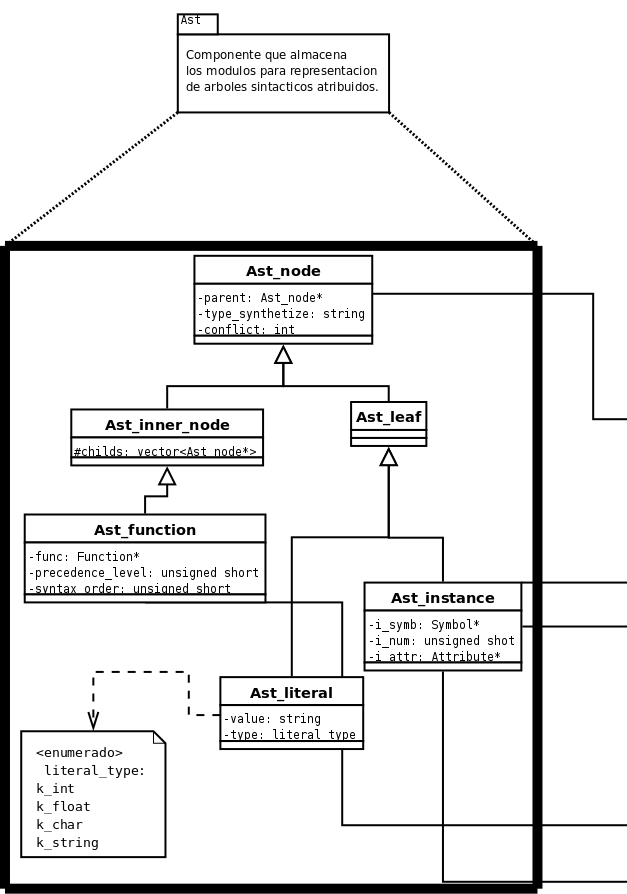 Ast
Componente que almacena
los modulos para representacion
de arboles sintacticos atribuidos.
Ast_node
-parent: Ast_node*
-type_synthetize: string
-conflict: int
Ast_inner_node
#childs: vector<Ast_node*>
Ast_leaf
Ast_function
-func: Function*
-precedence_level: unsigned short
-syntax_order: unsigned short
Ast_instance
-i_symb: Symbol*
-i_num: unsigned shot
-i_attr: Attribute*
Ast_literal
-value: string
-type: literal_type
<enumerado>
literal_type:
k_int
k_float
k_char
k_string